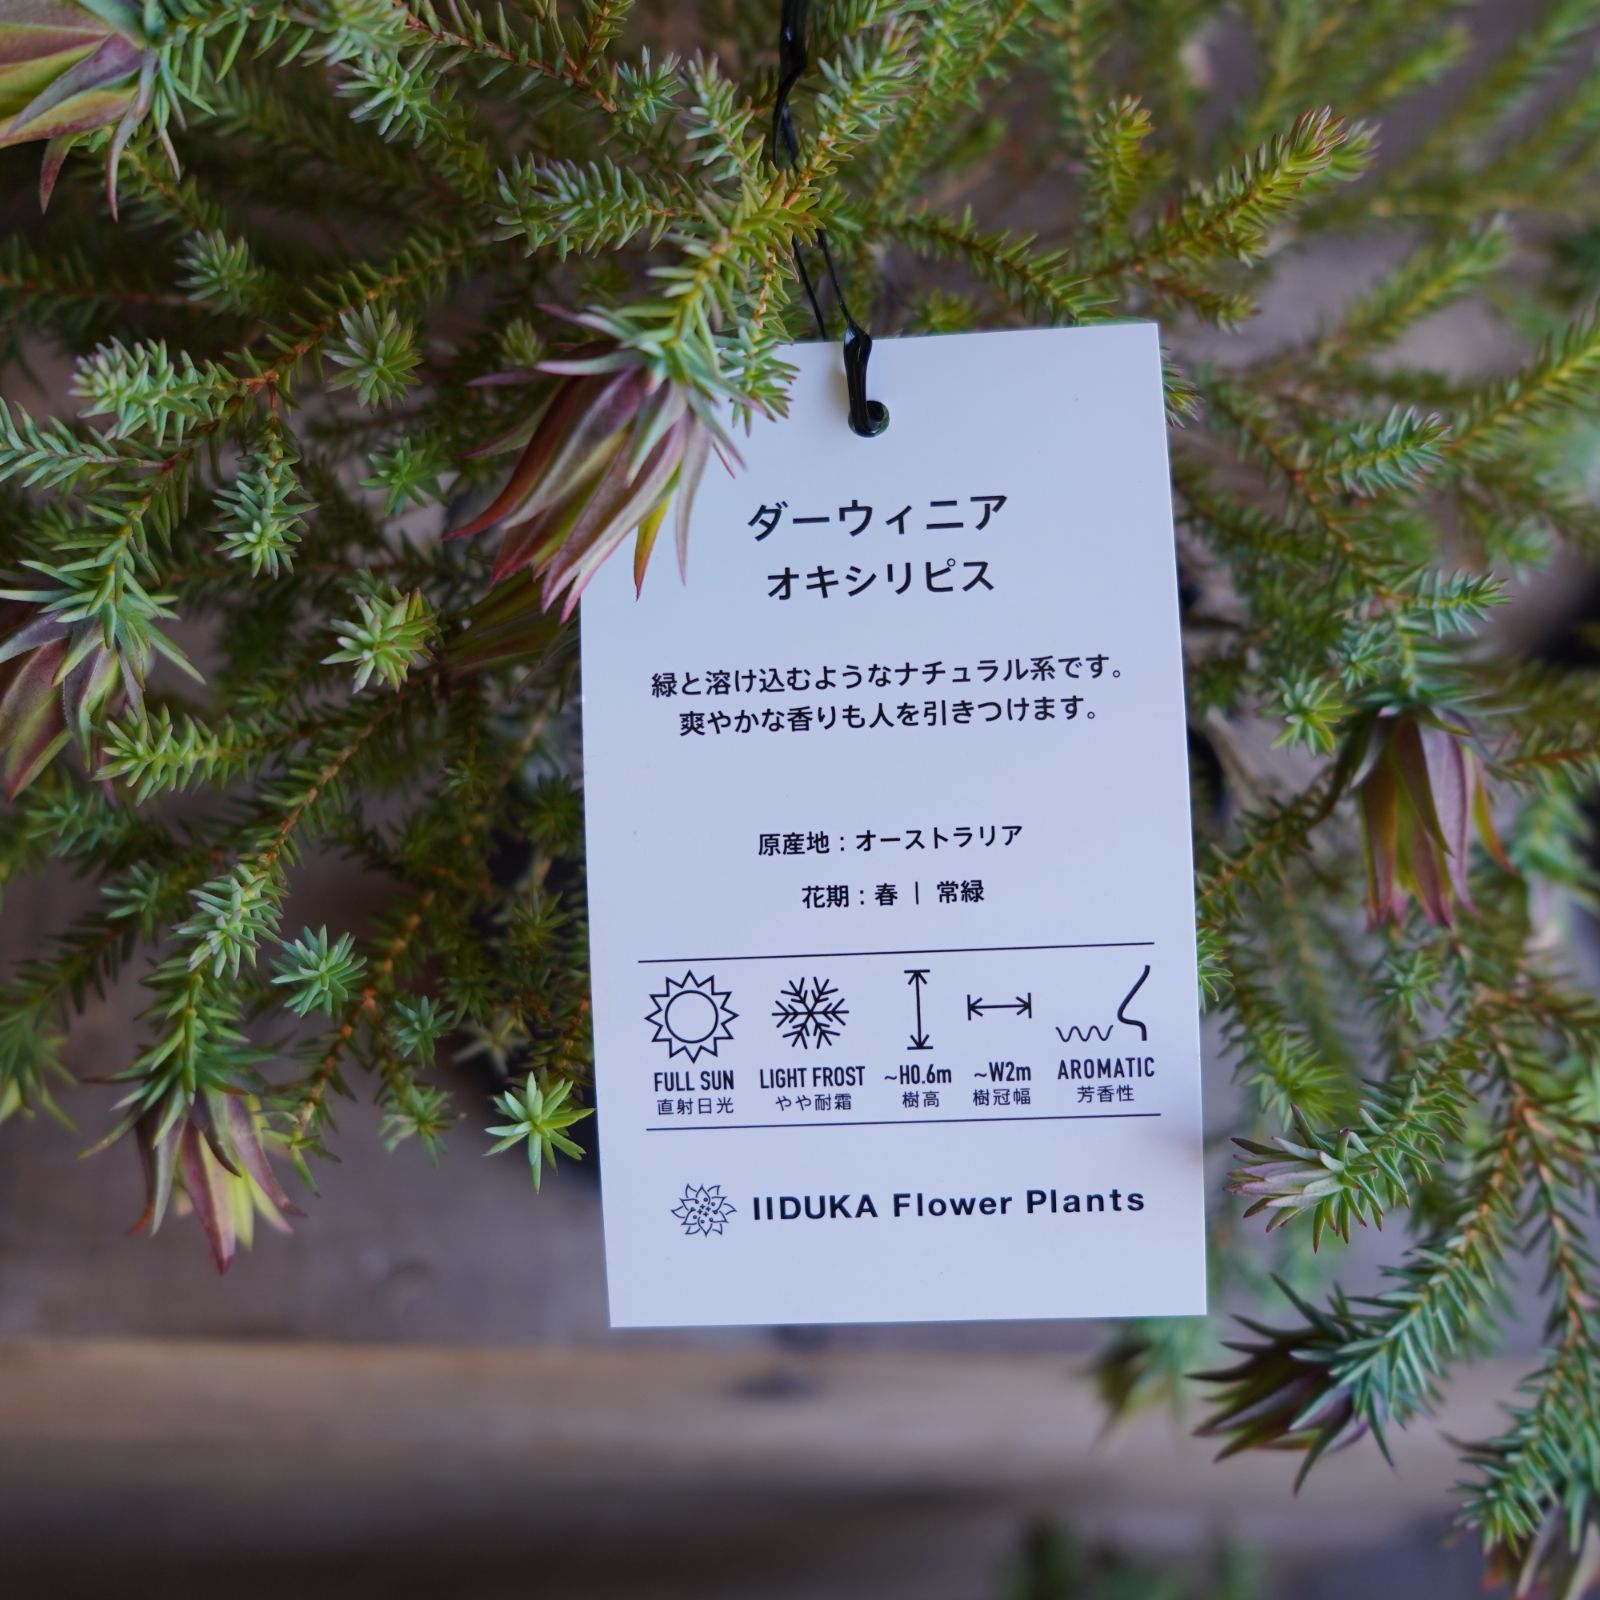 ダーウィニア
オキシリピス
緑と溶け込むようなナチュラル系です。
爽やかな香りも人を引きつけます。
原産地：オーストラリア
花期：春 | 常緑
FULL SUN LIGHT FROST ~H0.6m ~W2m AROMATIC
直射日光 やや耐霜 樹高 樹冠幅 芳香性
IIDUKA Flower Plants